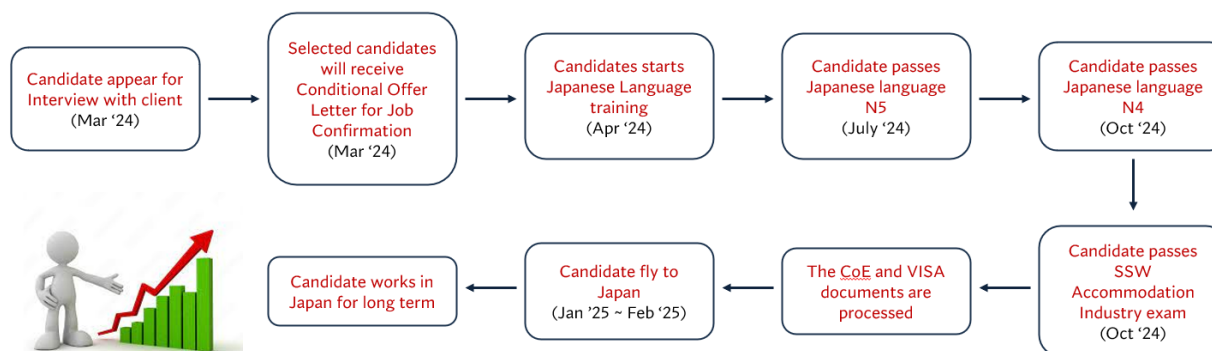 Candidate appear for
Interview with client
(Mar ‘24)
Selected candidates
will receive
Conditional Offer
Letter for Job
Confirmation
(Mar ‘24)
Candidates starts
Japanese Language
training
(Apr ‘24)
Candidate passes
Japanese language
N5
(July ‘24)
Candidate passes
Japanese language
N4
(Oct ‘24)
Candidate passes
SSW
Accommodation
Industry exam
(Oct ‘24)
The CoE and VISA
documents are
processed
Candidate fly to
Japan
(Jan ’25 ~ Feb ‘25)
Candidate works in
Japan for long term